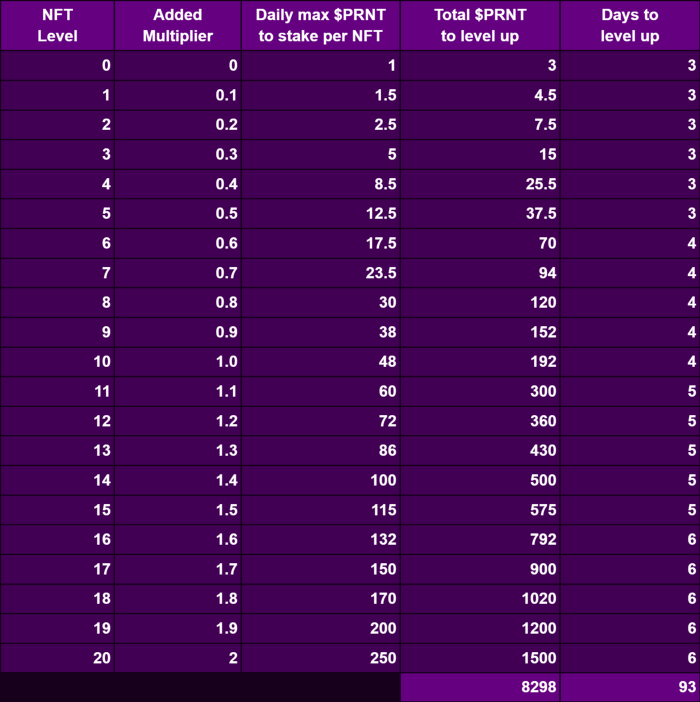 NFT Level Added Multiplier Daily max $PRNT to stake per NFT Total $PRNT to level up Days to level up
0 0 1 3 3
1 0.1 1.5 4.5 3
2 0.2 2.5 7.5 3
3 0.3 5 15 3
4 0.4 8.5 25.5 3
5 0.5 12.5 37.5 3
6 0.6 17.5 70 4
7 0.7 23.5 94 4
8 0.8 30 120 4
9 0.9 38 152 4
10 1.0 48 192 4
11 1.1 60 300 5
12 1.2 72 360 5
13 1.3 86 430 5
14 1.4 100 500 5
15 1.5 115 575 5
16 1.6 132 792 6
17 1.7 150 900 6
18 1.8 170 1020 6
19 1.9 200 1200 6
20 2 250 1500 6
8298 93